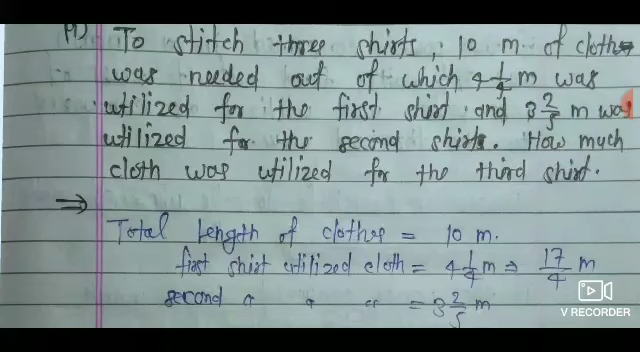 P1) To stitch three shirts, 10 m of clothes
was needed out of which 4 1/4 m was
utilized for the first shirt and 3 2/5 m was
utilized for the second shirts. How much
cloth was utilized for the third shirt.
⇒
Total Length of clothes = 10 m.
first shirt utilized cloth = 4 1/4 m ⇒ 17/4 m
second " " " = 3 2/5 m
V RECORDER